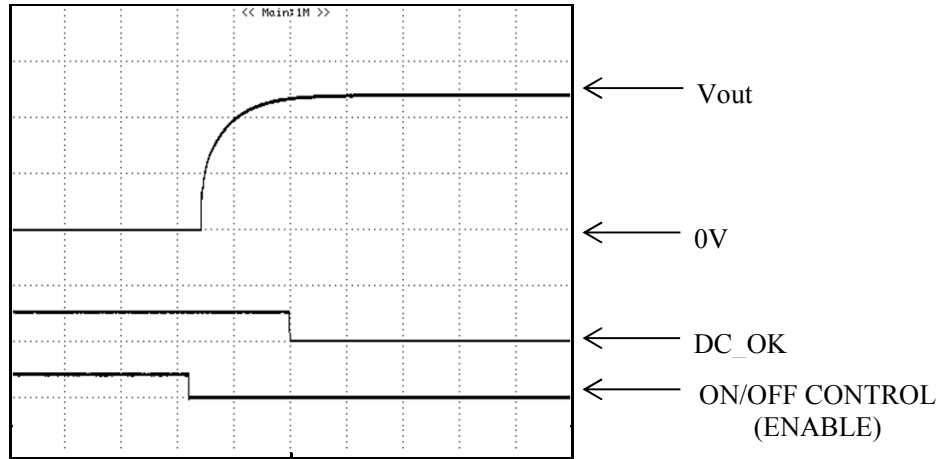 << Main:1M >>
Vout
0V
DC_OK
ON/OFF CONTROL
(ENABLE)